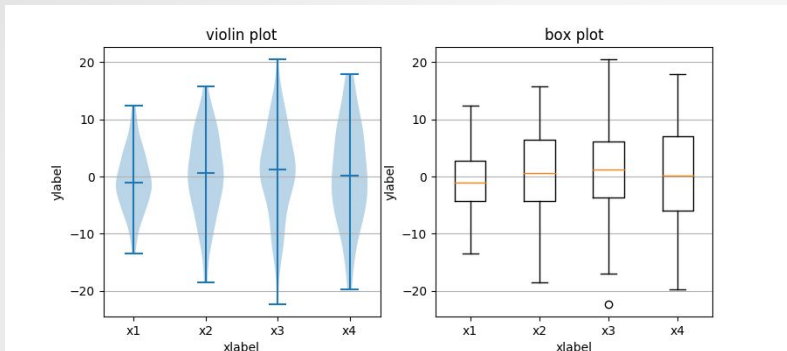 violin plot
ylabel
20
10
0
−10
−20
x1 x2 x3 x4
xlabel
box plot
ylabel
20
10
0
−10
−20
x1 x2 x3 x4
xlabel